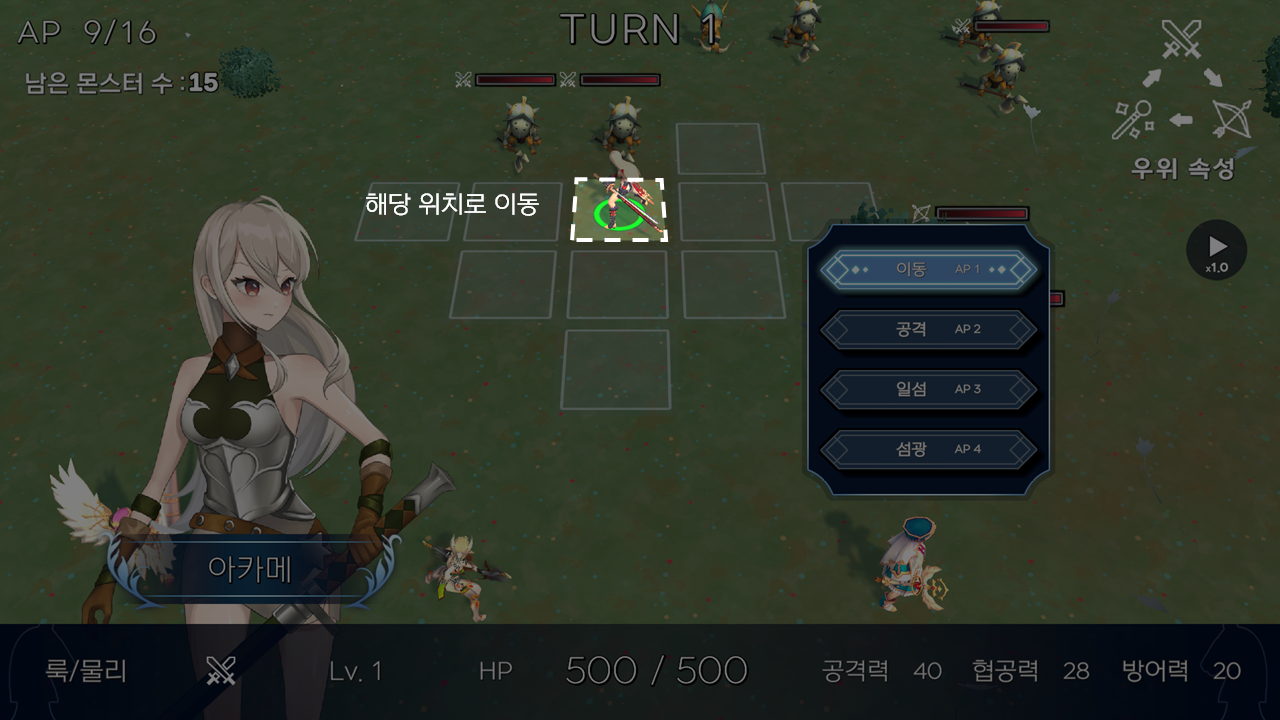 AP 9/16
TURN 1
남은 몬스터 수 :15
우위 속성
해당 위치로 이동
x1.0
이동 AP 1
공격 AP 2
일섬 AP 3
섬광 AP 4
아카메
룩/물리 Lv. 1 HP 500 / 500 공격력 40 협공력 28 방어력 20